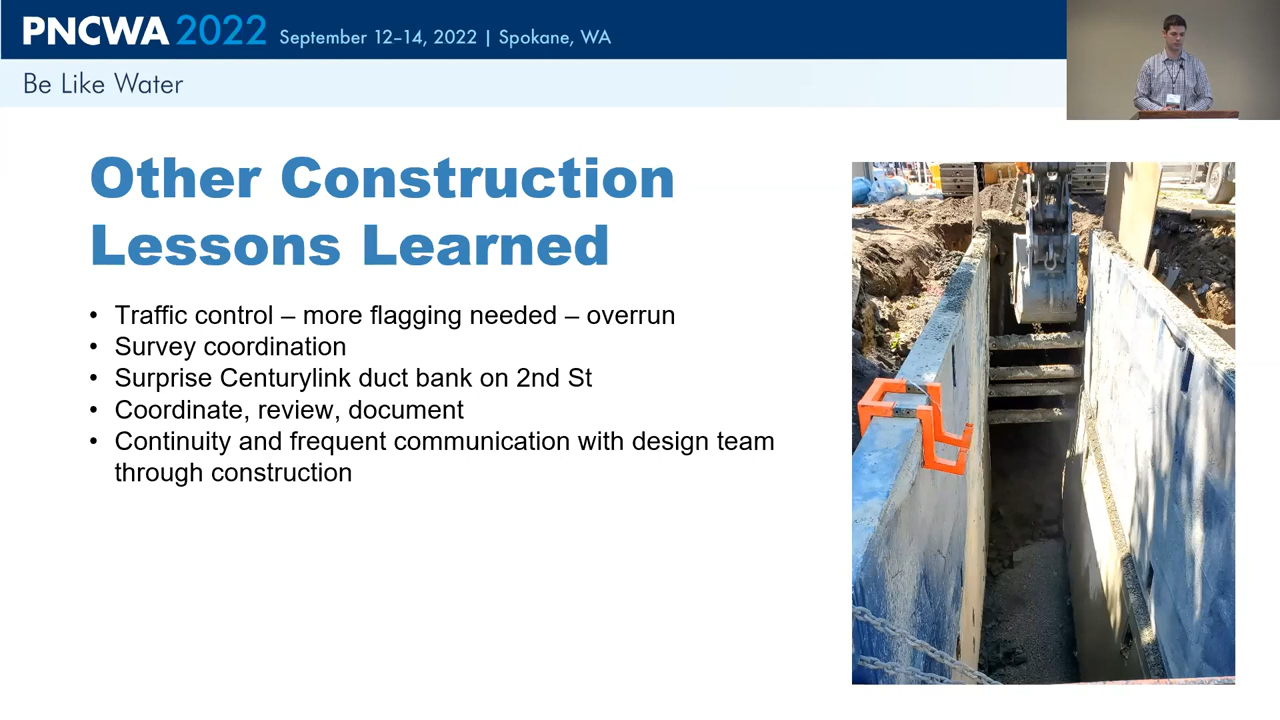 PNCWA 2022 September 12–14, 2022 | Spokane, WA
Be Like Water
Other Construction
Lessons Learned
• Traffic control – more flagging needed – overrun
• Survey coordination
• Surprise Centurylink duct bank on 2nd St
• Coordinate, review, document
• Continuity and frequent communication with design team
through construction